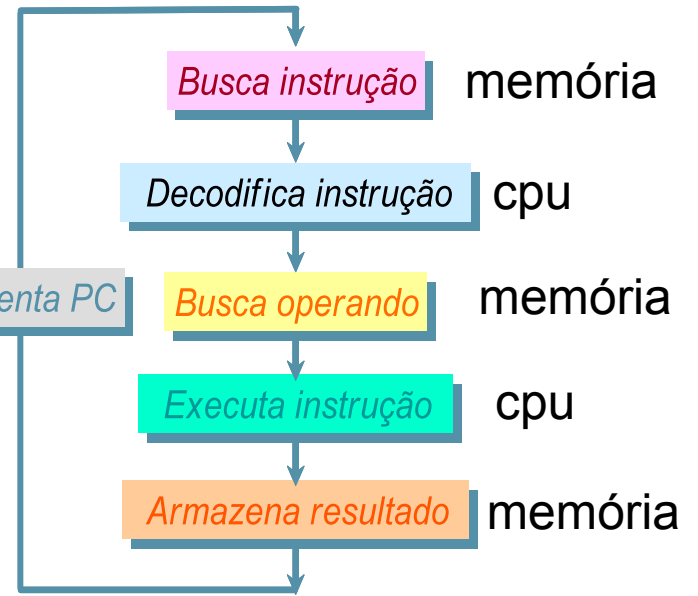 Busca instrução memória
Decodifica instrução cpu
enta PC Busca operando memória
Executa instrução cpu
Armazena resultado memória